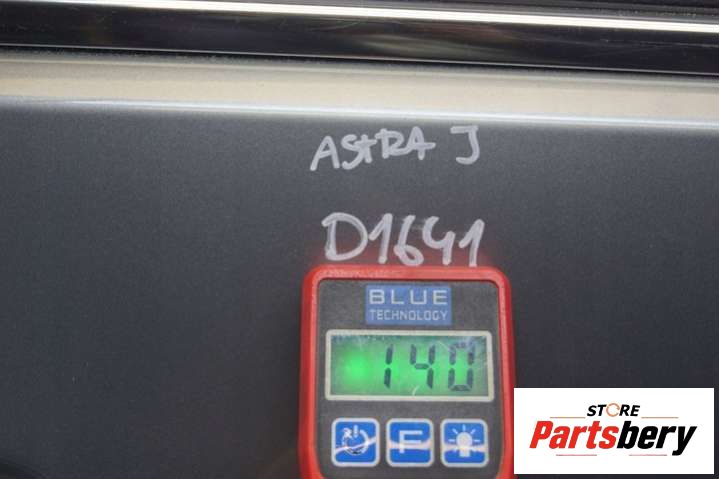 ASTRA J
D1641
BLUE
TECHNOLOGY
140
F
STORE
Partsbery